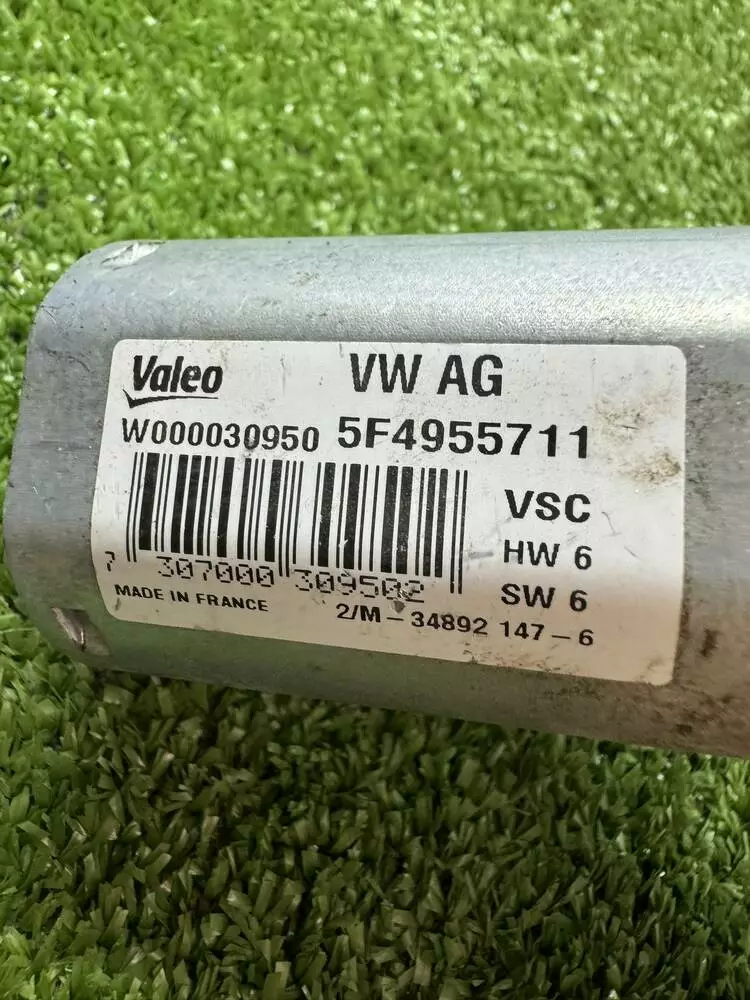 Valeo VW AG
W000030950 5F4955711
VSC
HW 6
7 307000 309502
SW 6
MADE IN FRANCE
2/M-34892 147-6